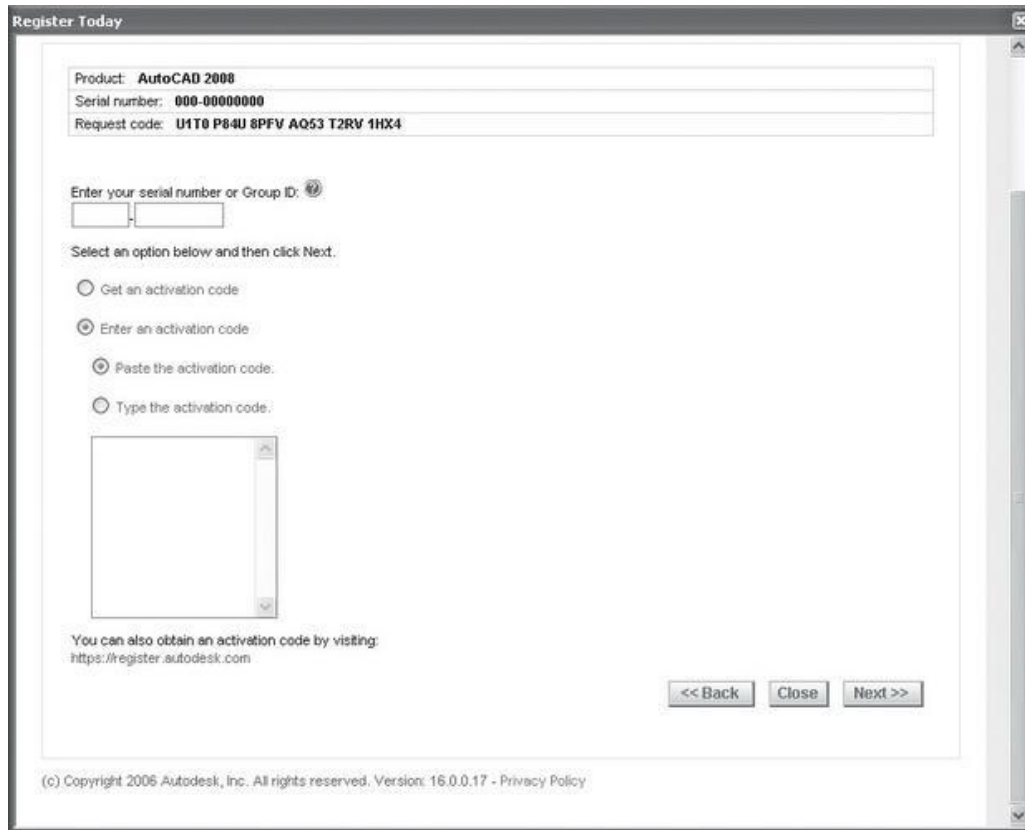 Register Today
Product: AutoCAD 2008
Serial number: 000-00000000
Request code: U1T0 P84U 8PFV AQ53 T2RV 1HX4
Enter your serial number or Group ID:
-
Select an option below and then click Next.
Get an activation code
Enter an activation code
Paste the activation code.
Type the activation code.
You can also obtain an activation code by visiting:
https://register.autodesk.com
<< Back Close Next >>
(c) Copyright 2006 Autodesk, Inc. All rights reserved. Version: 16.0.0.17 - Privacy Policy